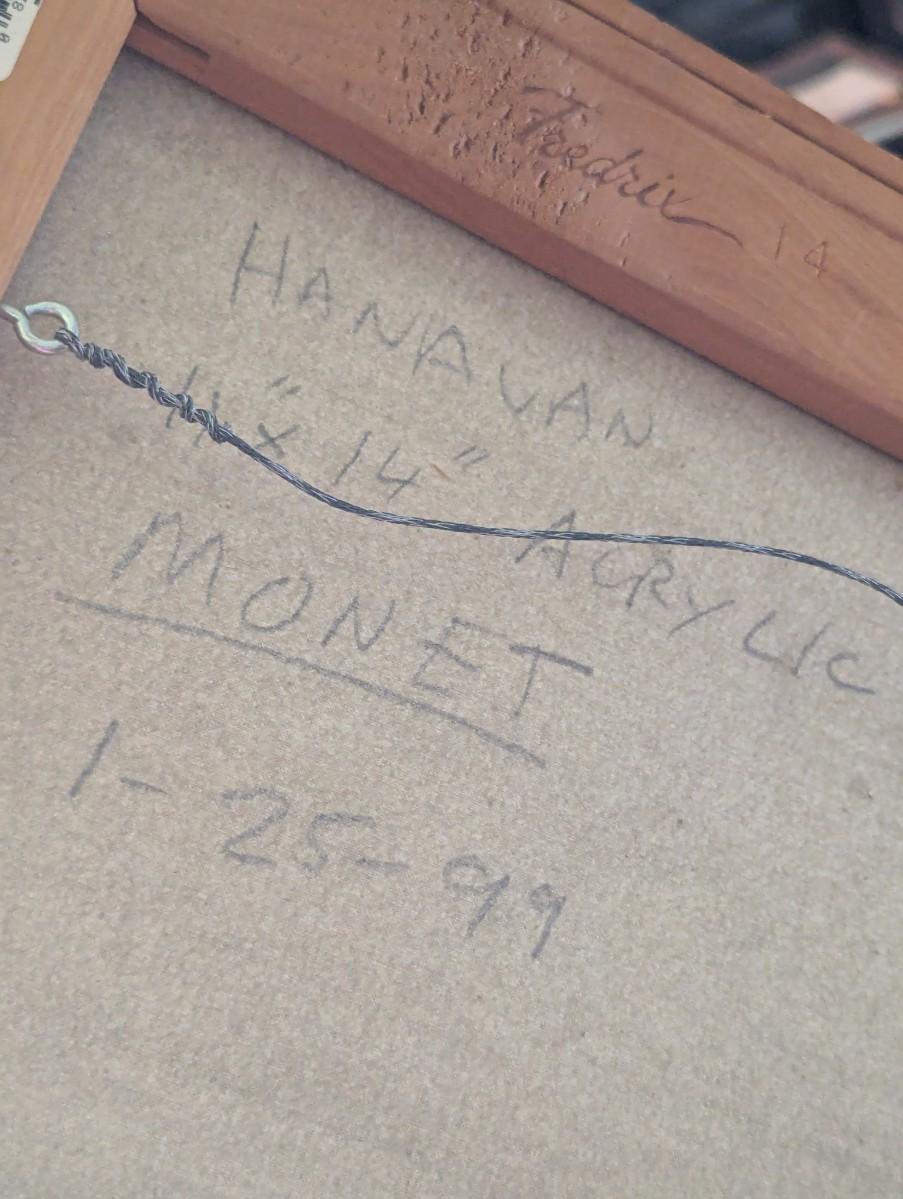 Fredrix 14
HANAVAN
11" x 14"
ACRYLIC
MONET
1-25-99